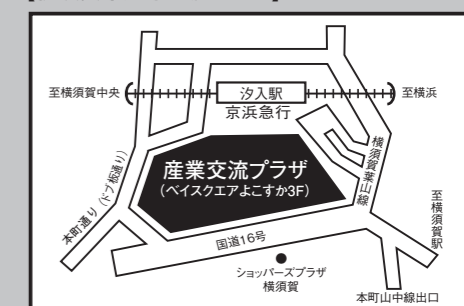 至横須賀中央
汐入駅
至横浜
京浜急行
産業交流プラザ
（ベイスクエアよこすか3F）
横須賀葉山線
本町通り（ドブ板通り）
至横須賀駅
国道16号
ショッパーズプラザ
横須賀
本町山中線出口